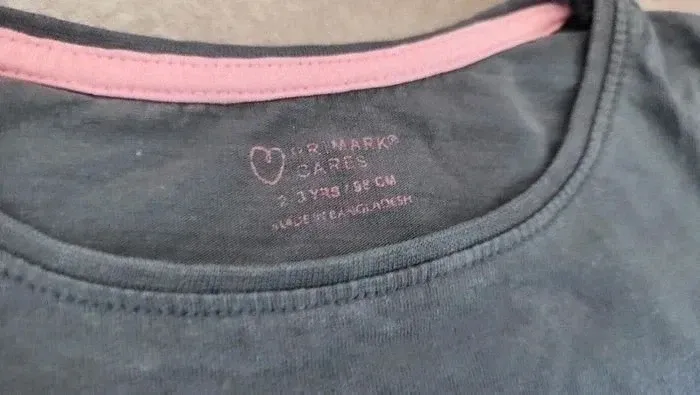 PRIMARK®
CARES
2-3 YRS / 98 CM
MADE IN BANGLADESH